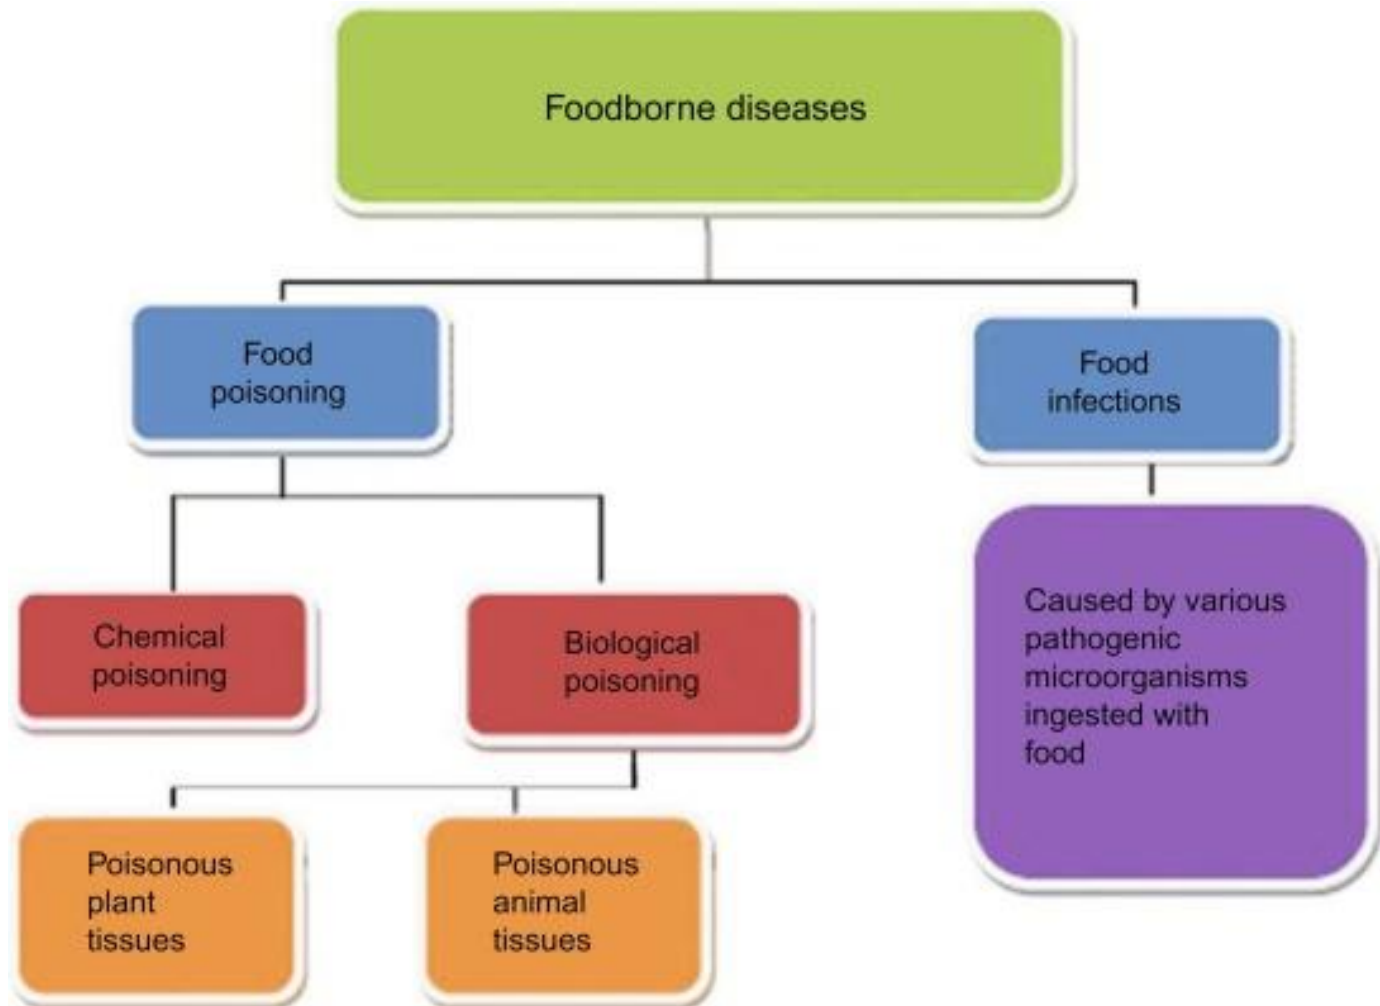 Foodborne diseases
Food
poisoning
Food
infections
Chemical
poisoning
Biological
poisoning
Caused by various
pathogenic
microorganisms
ingested with
food
Poisonous
plant
tissues
Poisonous
animal
tissues